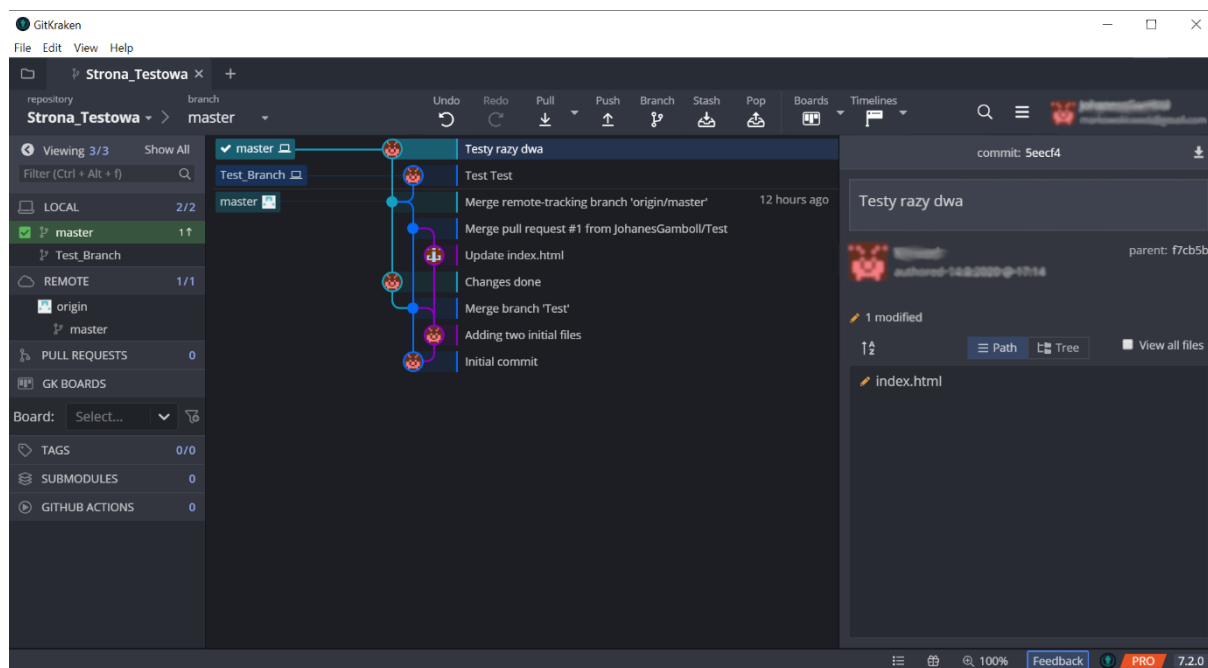 GitKraken
File Edit View Help
Strona_Testowa
repository
Strona_Testowa
branch
master
Undo
Redo
Pull
Push
Branch
Stash
Pop
Boards
Timelines
Viewing 3/3 Show All
Filter (Ctrl + Alt + f)
LOCAL 2/2
master 1↑
Test_Branch
REMOTE 1/1
origin
master
PULL REQUESTS 0
GK BOARDS
Board: Select...
TAGS 0/0
SUBMODULES 0
GITHUB ACTIONS 0
master Testy razy dwa
Test_Branch Test Test
master Merge remote-tracking branch 'origin/master' 12 hours ago
Merge pull request #1 from JohanesGamboll/Test
Update index.html
Changes done
Merge branch 'Test'
Adding two initial files
Initial commit
commit: 5eecf4
Testy razy dwa
parent: f7cb5b
1 modified
Path Tree View all files
index.html
100% Feedback PRO 7.2.0